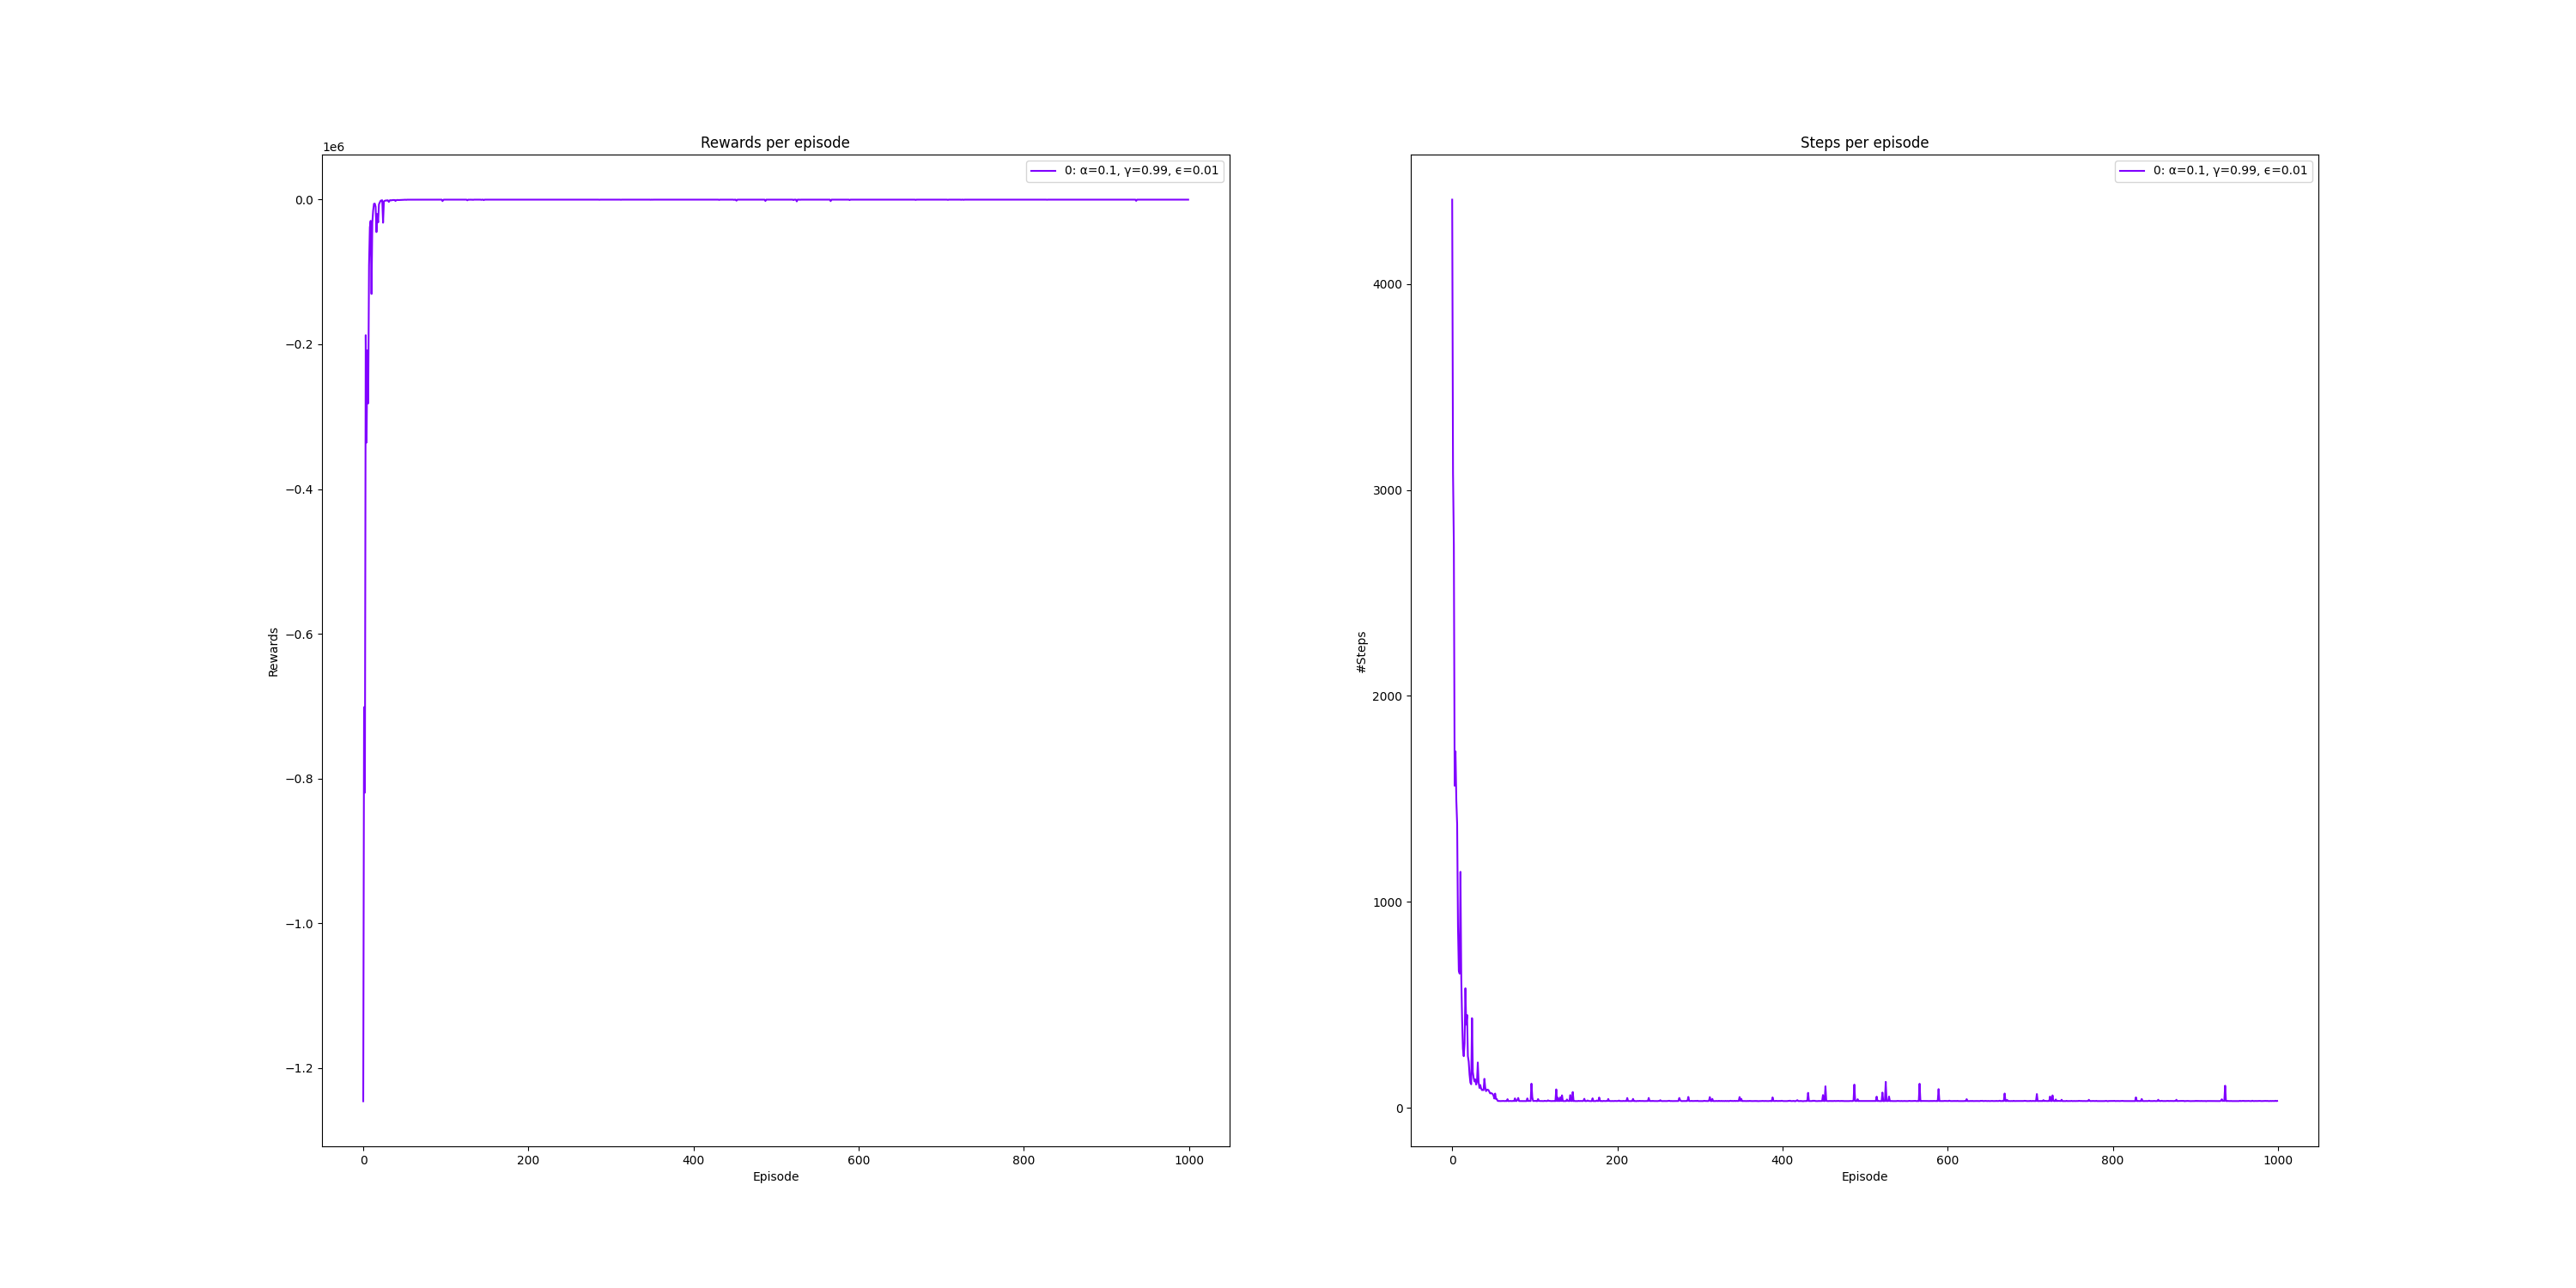 Rewards per episode
1e6
0: α=0.1, γ=0.99, ϵ=0.01
0.0
−0.2
−0.4
−0.6
−0.8
−1.0
−1.2
Rewards
0
200
400
600
800
1000
Episode
Steps per episode
0: α=0.1, γ=0.99, ϵ=0.01
4000
3000
2000
1000
0
#Steps
0
200
400
600
800
1000
Episode